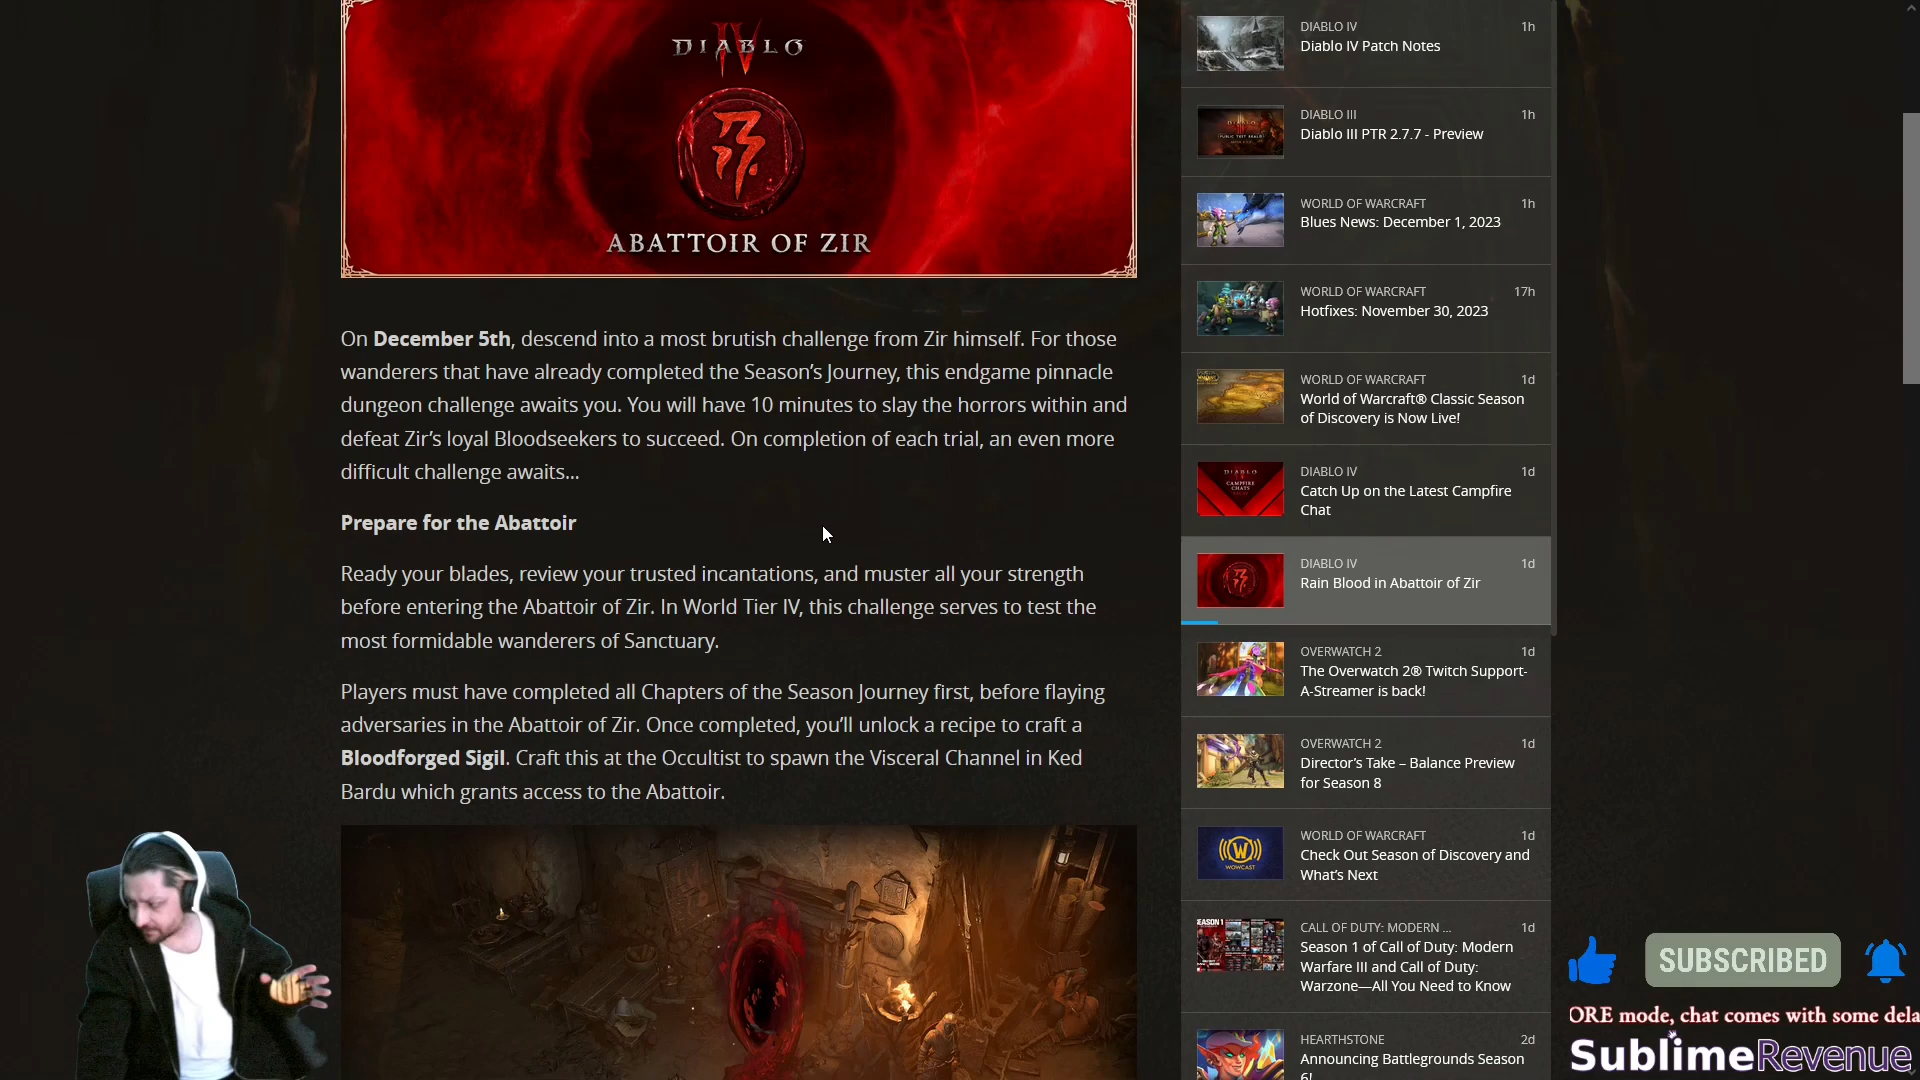 DIABLO
IV
ABATTOIR OF ZIR
On December 5th, descend into a most brutish challenge from Zir himself. For those
wanderers that have already completed the Season’s Journey, this endgame pinnacle
dungeon challenge awaits you. You will have 10 minutes to slay the horrors within and
defeat Zir’s loyal Bloodseekers to succeed. On completion of each trial, an even more
difficult challenge awaits...
Prepare for the Abattoir
Ready your blades, review your trusted incantations, and muster all your strength
before entering the Abattoir of Zir. In World Tier IV, this challenge serves to test the
most formidable wanderers of Sanctuary.
Players must have completed all Chapters of the Season Journey first, before flaying
adversaries in the Abattoir of Zir. Once completed, you’ll unlock a recipe to craft a
Bloodforged Sigil. Craft this at the Occultist to spawn the Visceral Channel in Ked
Bardu which grants access to the Abattoir.
DIABLO IV 1h
Diablo IV Patch Notes
DIABLO III 1h
Diablo III PTR 2.7.7 - Preview
WORLD OF WARCRAFT 1h
Blues News: December 1, 2023
WORLD OF WARCRAFT 17h
Hotfixes: November 30, 2023
WORLD OF WARCRAFT 1d
World of Warcraft® Classic Season
of Discovery is Now Live!
DIABLO IV 1d
Catch Up on the Latest Campfire
Chat
DIABLO IV 1d
Rain Blood in Abattoir of Zir
OVERWATCH 2 1d
The Overwatch 2® Twitch Support-
A-Streamer is back!
OVERWATCH 2 1d
Director’s Take – Balance Preview
for Season 8
WORLD OF WARCRAFT 1d
Check Out Season of Discovery and
What’s Next
WOWCAST
CALL OF DUTY: MODERN ... 1d
Season 1 of Call of Duty: Modern
Warfare III and Call of Duty:
Warzone—All You Need to Know
HEARTHSTONE 2d
Announcing Battlegrounds Season
6!
SUBSCRIBED
ORE mode, chat comes with some dela
SublimeRevenue